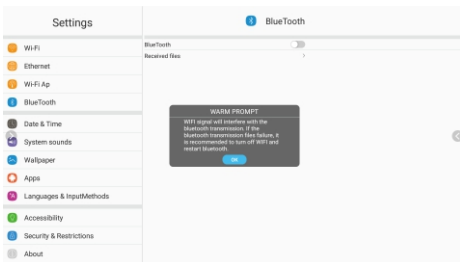 Settings
Wi-Fi
Ethernet
Wi-Fi Ap
BlueTooth
Date & Time
System sounds
Wallpaper
Apps
Languages & InputMethods
Accessibility
Security & Restrictions
About
BlueTooth
BlueTooth
Received files
WARM PROMPT
WIFI signal will interfere with the
bluetooth transmission. If the
bluetooth transmission files failure, it
is recommended to turn off WIFI and
restart bluetooth.
OK